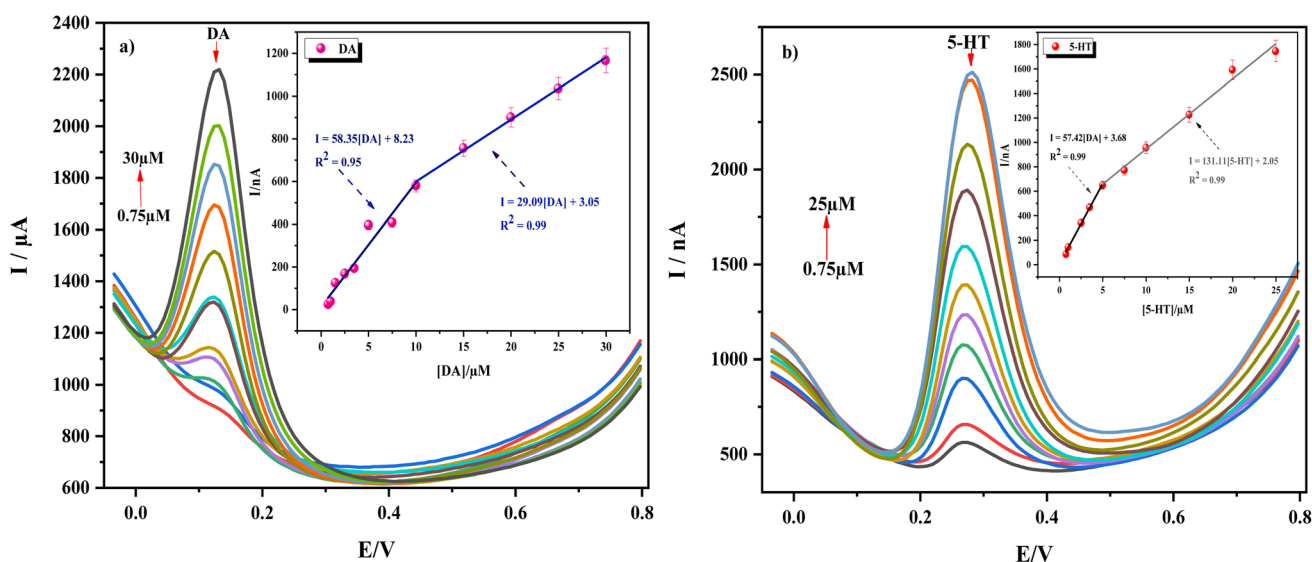 a)
DA
I / µA
2400
2200
2000
1800
1600
1400
1200
1000
800
600
0.0
0.2
0.4
0.6
0.8
E/V
30µM
0.75µM
DA
I/nA
1200
1000
800
600
400
200
0
0
5
10
15
20
25
30
[DA]/µM
I = 58.35[DA] + 8.23
R² = 0.95
I = 29.09[DA] + 3.05
R² = 0.99
b)
5-HT
I / nA
2500
2000
1500
1000
500
0.0
0.2
0.4
0.6
0.8
E/V
25µM
0.75µM
5-HT
I/nA
1800
1600
1400
1200
1000
800
600
400
200
0
0
5
10
15
20
25
[5-HT]/µM
I = 57.42[DA] + 3.68
R² = 0.99
I = 131.11[5-HT] + 2.05
R² = 0.99